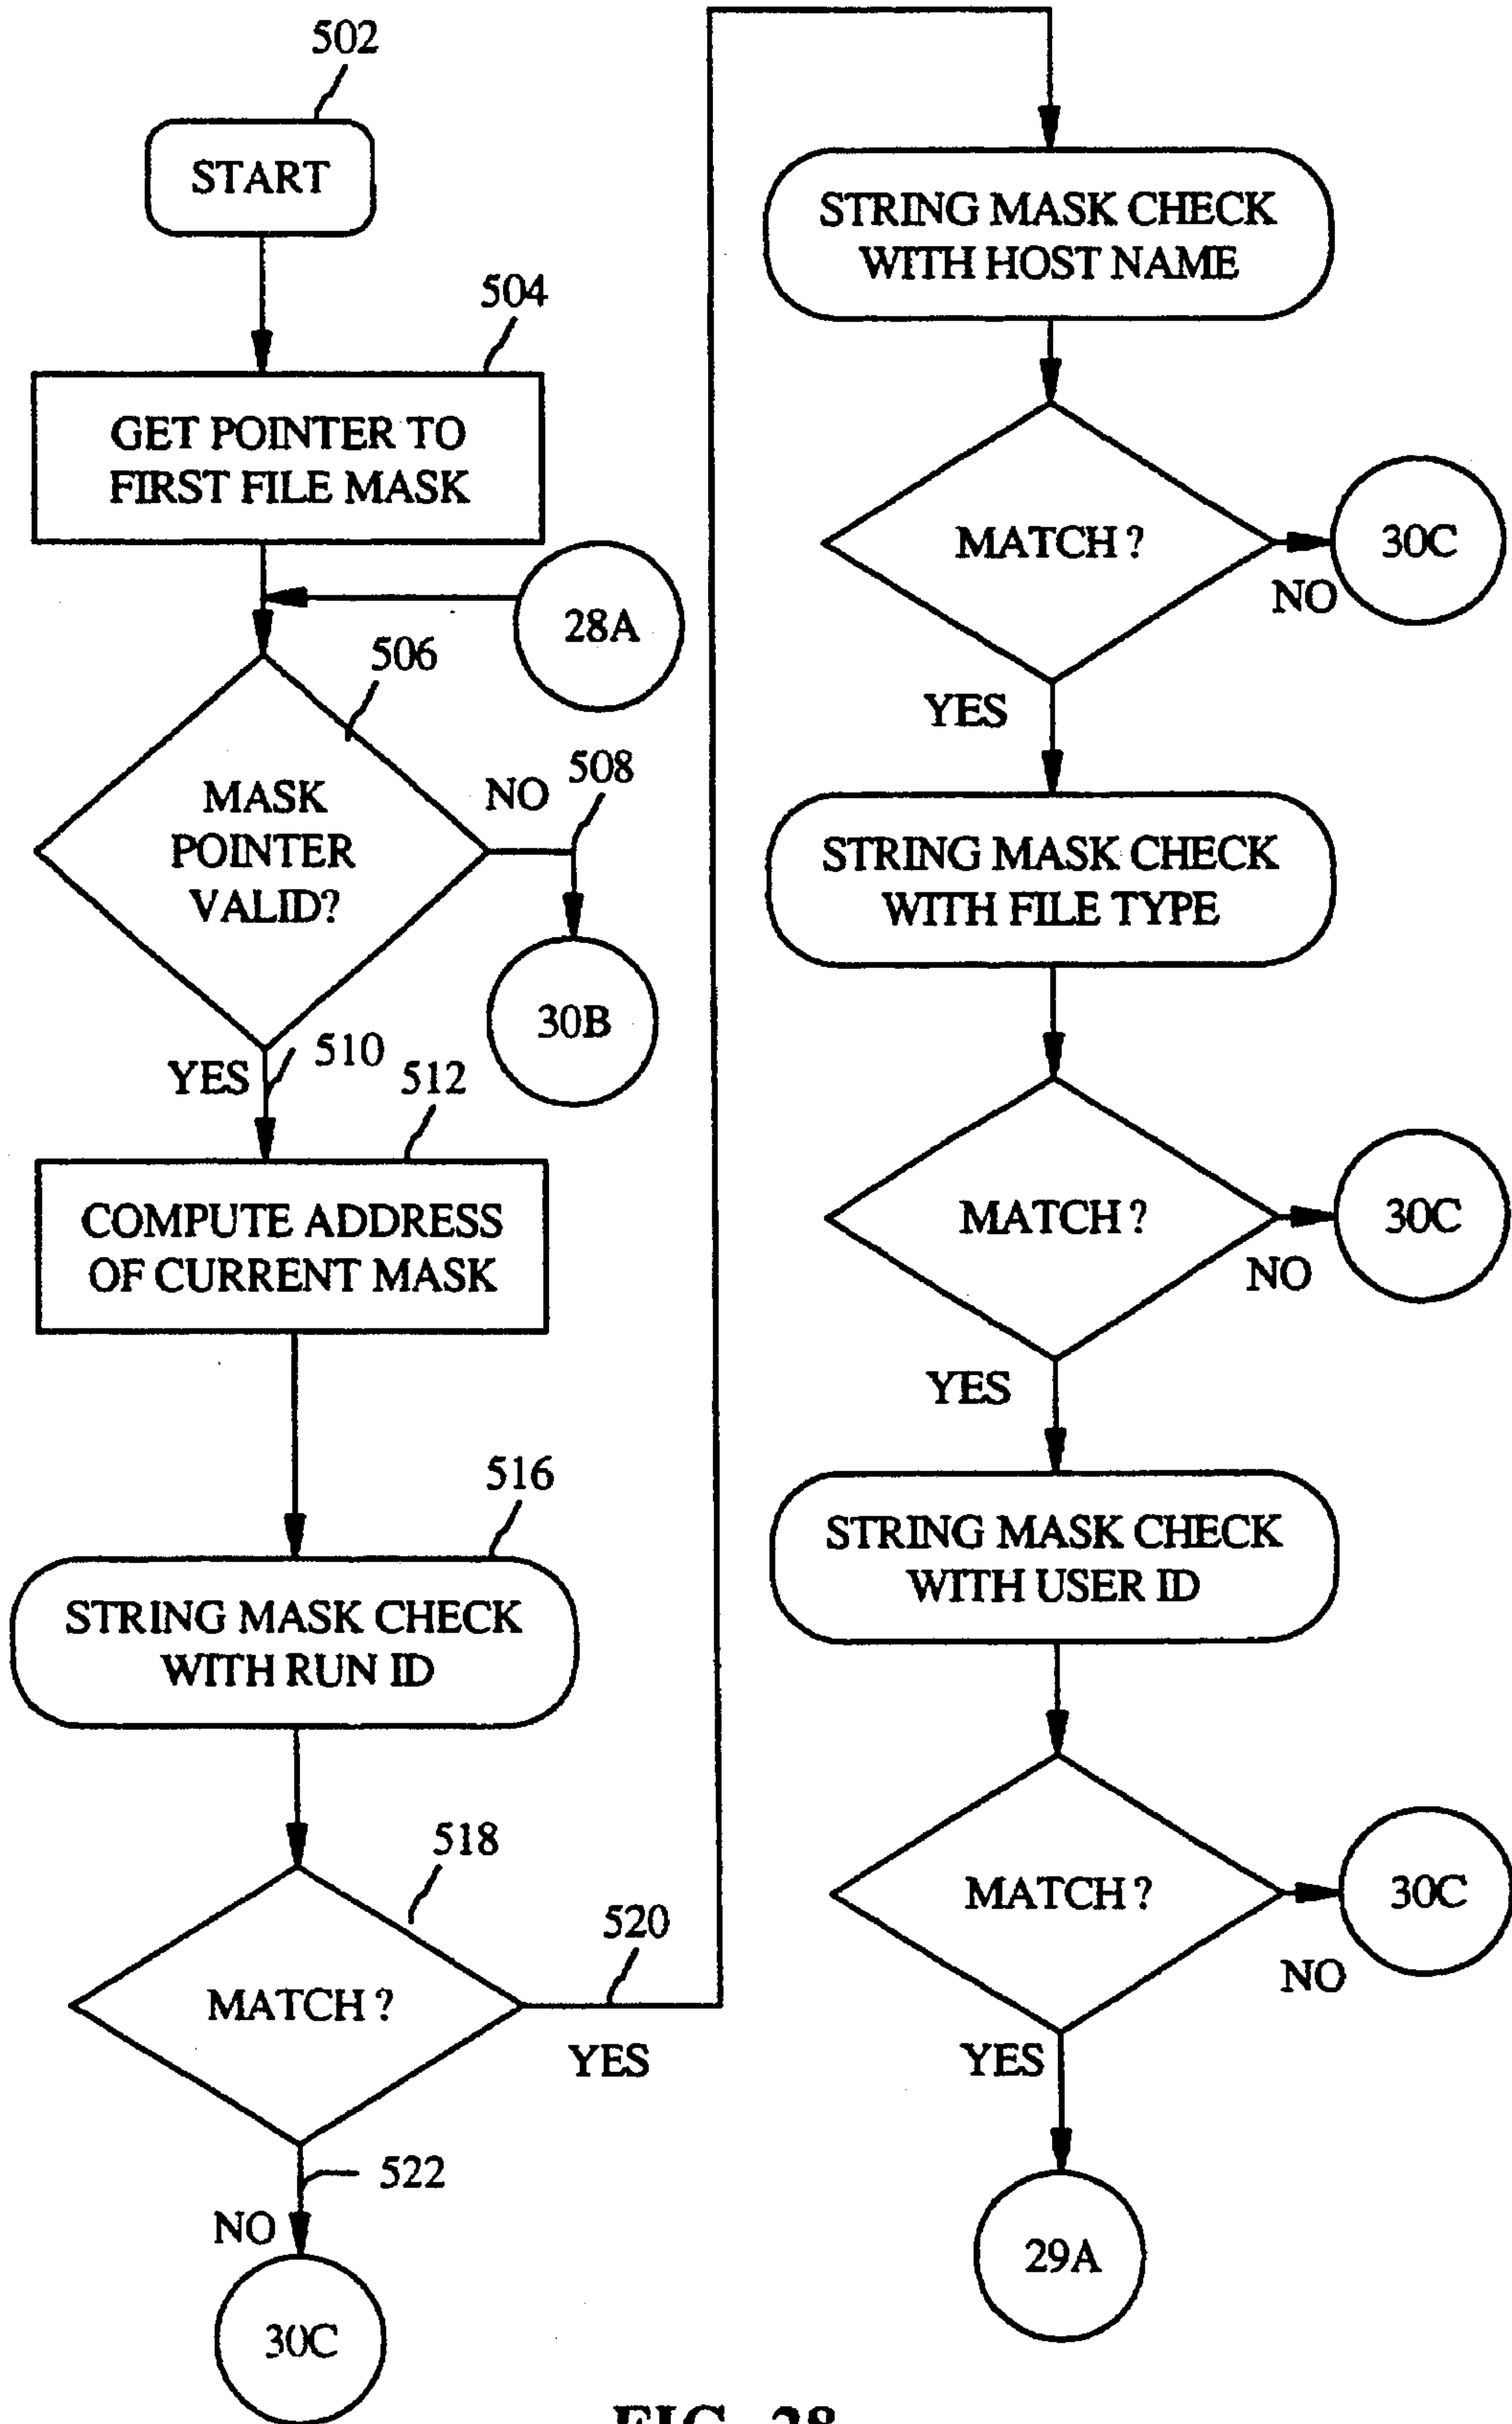 502
START
504
GET POINTER TO
FIRST FILE MASK
28A
506
MASK
POINTER
VALID?
NO
508
30B
YES
510
512
COMPUTE ADDRESS
OF CURRENT MASK
516
STRING MASK CHECK
WITH RUN ID
518
MATCH?
520
YES
522
NO
30C
STRING MASK CHECK
WITH HOST NAME
MATCH?
30C
NO
YES
STRING MASK CHECK
WITH FILE TYPE
MATCH?
30C
NO
YES
STRING MASK CHECK
WITH USER ID
MATCH?
30C
NO
YES
29A
FIG. 28